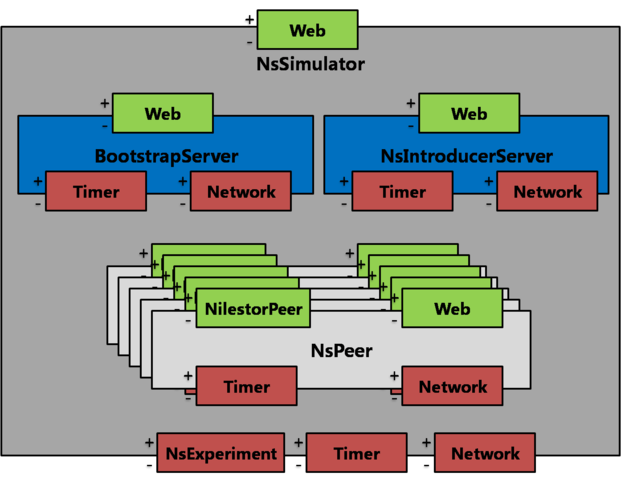 +
-
Web
NsSimulator
+
-
Web
+
-
Web
BootstrapServer
NsIntroducerServer
+
-
Timer
+
-
Network
+
-
Timer
+
-
Network
+
+
+
+
+
-
NilestorPeer
+
+
+
+
+
-
Web
NsPeer
+
-
Timer
+
-
Network
+
-
NsExperiment
+
-
Timer
+
-
Network